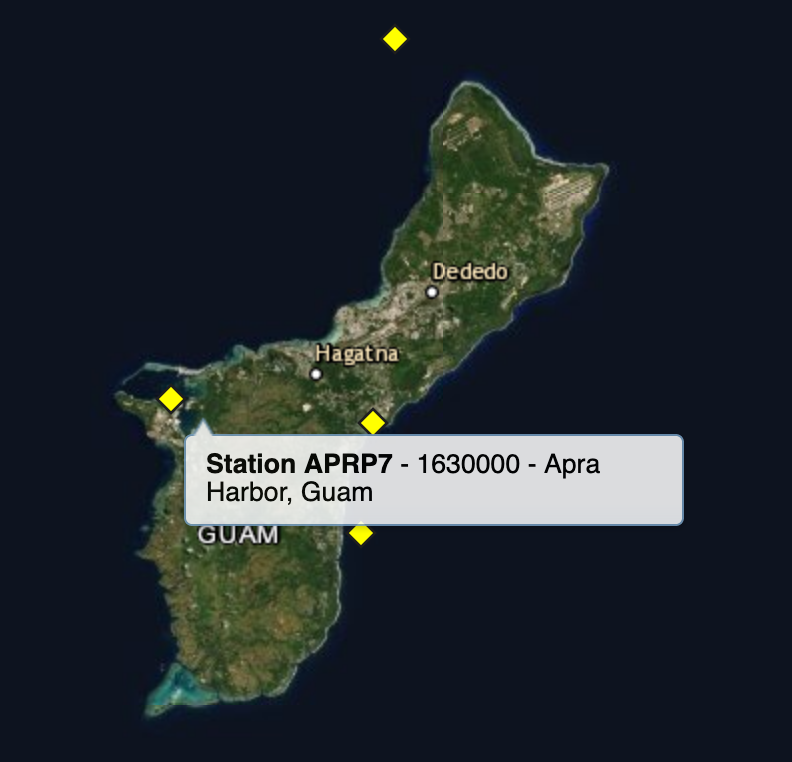 Dededo
Hagatna
Station APRP7 - 1630000 - Apra
Harbor, Guam
GUAM